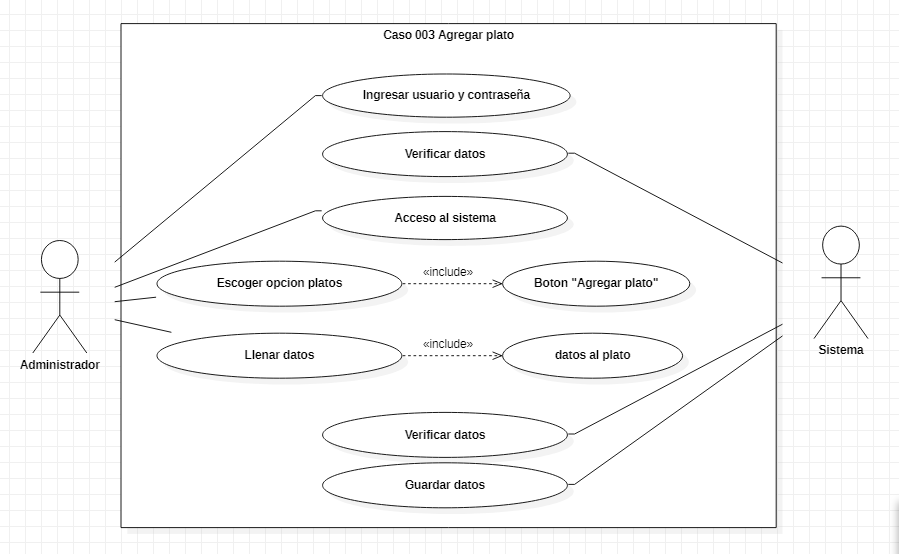 Caso 003 Agregar plato
Ingresar usuario y contraseña
Verificar datos
Acceso al sistema
Escoger opcion platos
«include»
Boton "Agregar plato"
Llenar datos
«include»
datos al plato
Verificar datos
Guardar datos
Administrador
Sistema